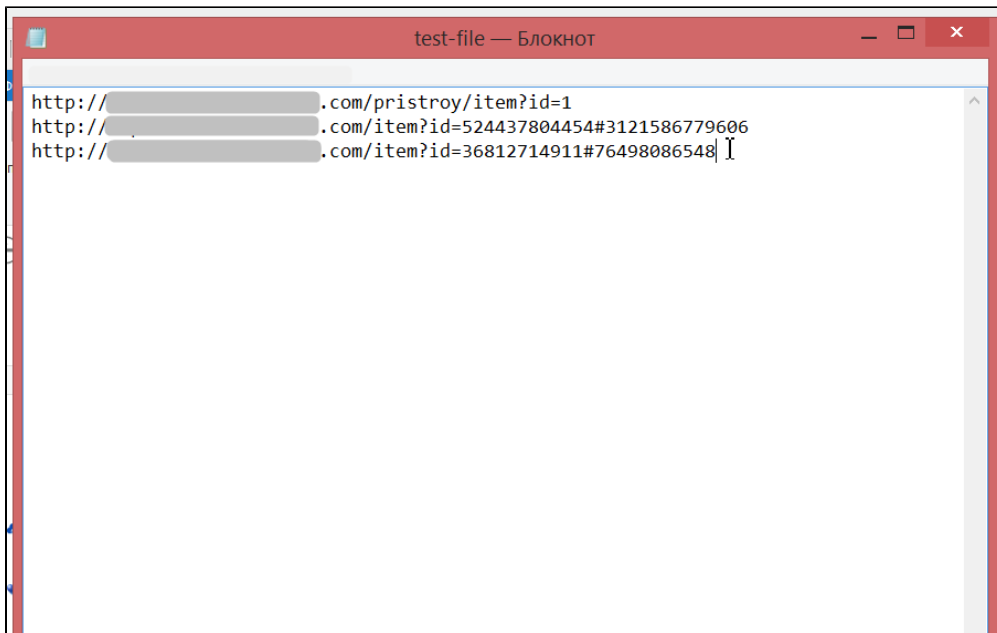 test-file — Блокнот
http://
.com/pristroy/item?id=1
http://
.com/item?id=524437804454#3121586779606
http://
.com/item?id=36812714911#76498086548